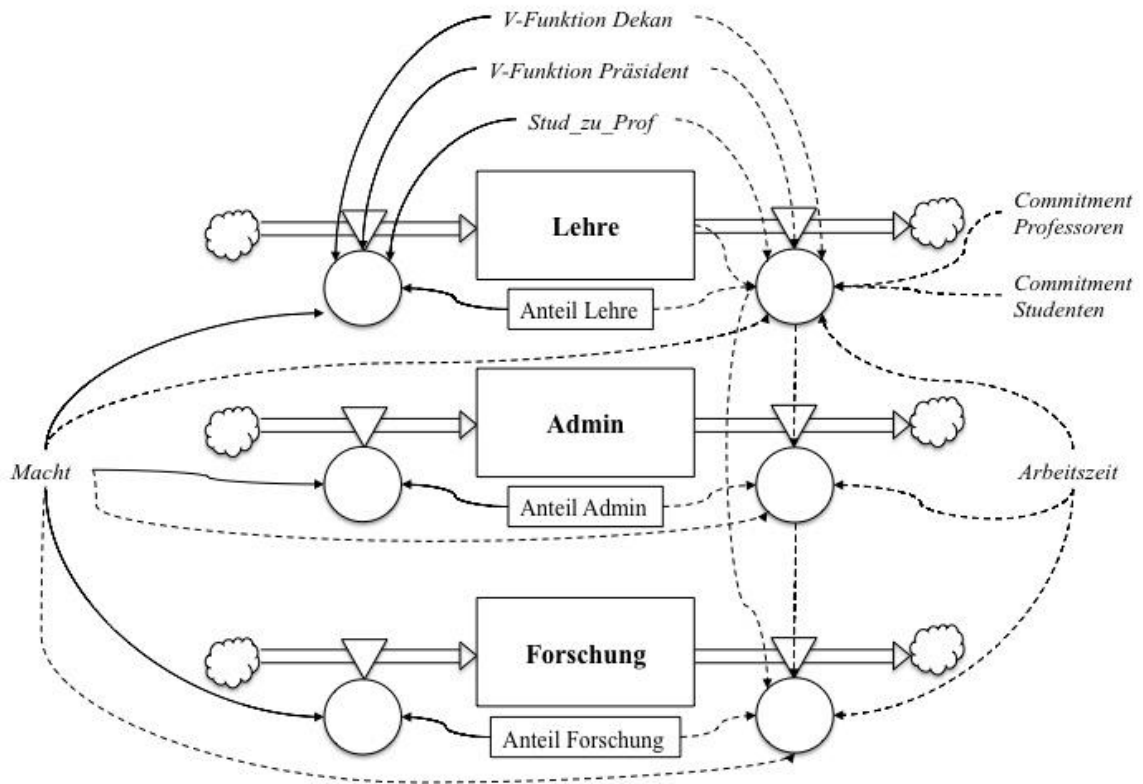 V-Funktion Dekan
V-Funktion Präsident
Stud_zu_Prof
Lehre
Commitment
Professoren
Anteil Lehre
Commitment
Studenten
Admin
Macht
Arbeitszeit
Anteil Admin
Forschung
Anteil Forschung